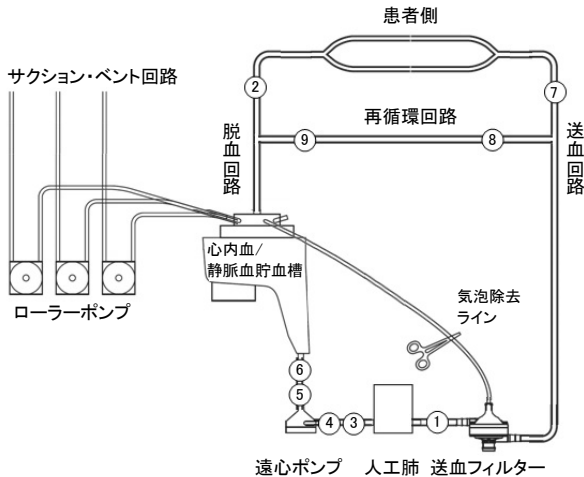 患者側
サクション・ベント回路
2
7
再循環回路
脱血回路
送血回路
9
8
心内血/
静脈血貯血槽
気泡除去
ライン
ローラーポンプ
6
5
4
3
1
遠心ポンプ
人工肺
送血フィルター